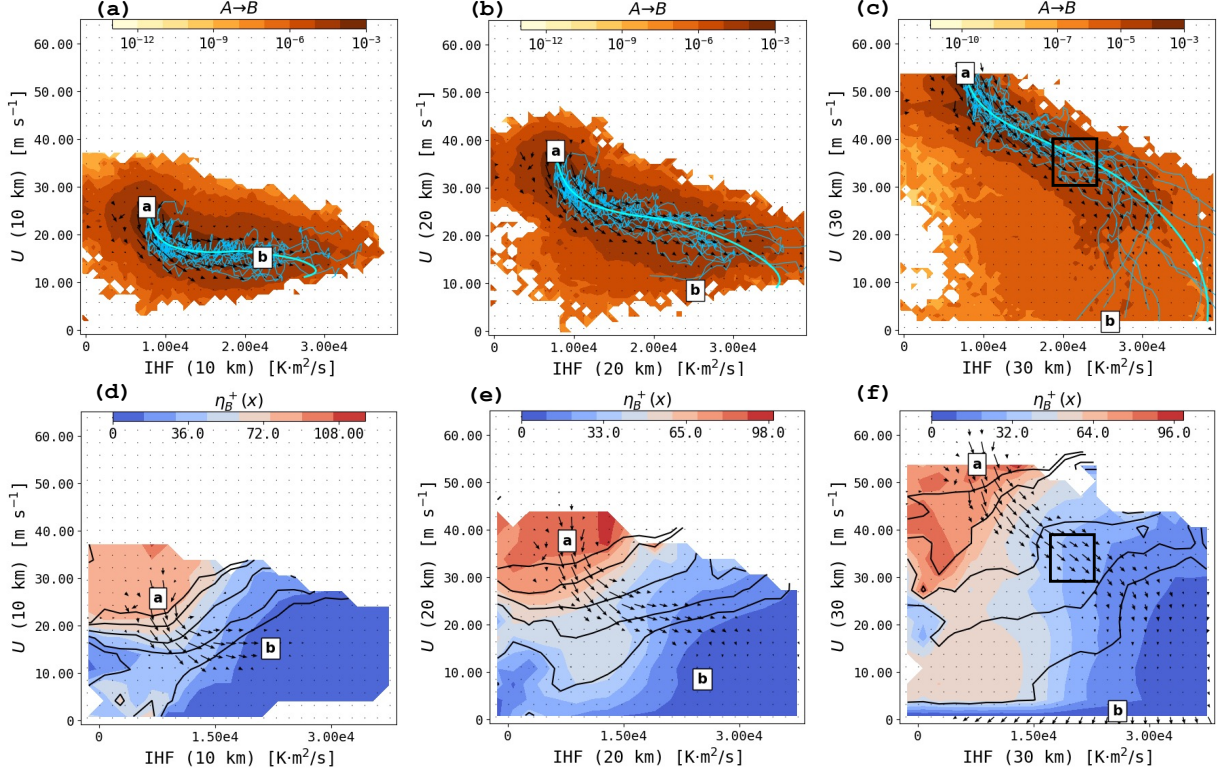 (a) A→B
10⁻¹² 10⁻⁹ 10⁻⁶ 10⁻³
60.00
50.00
40.00
30.00
20.00
10.00
0
U (10 km) [m s⁻¹]
a
b
0 1.00e4 2.00e4 3.00e4
IHF (10 km) [K·m²/s]
(b) A→B
10⁻¹² 10⁻⁹ 10⁻⁶ 10⁻³
60.00
50.00
40.00
30.00
20.00
10.00
0
U (20 km) [m s⁻¹]
a
b
0 1.00e4 2.00e4 3.00e4
IHF (20 km) [K·m²/s]
(c) A→B
10⁻¹⁰ 10⁻⁷ 10⁻⁵ 10⁻³
60.00
50.00
40.00
30.00
20.00
10.00
0
U (30 km) [m s⁻¹]
a
b
0 1.00e4 2.00e4 3.00e4
IHF (30 km) [K·m²/s]
(d) η_B⁺(x)
0 36.0 72.0 108.00
60.00
50.00
40.00
30.00
20.00
10.00
0
U (10 km) [m s⁻¹]
a
b
0 1.50e4 3.00e4
IHF (10 km) [K·m²/s]
(e) η_B⁺(x)
0 33.0 65.0 98.0
60.00
50.00
40.00
30.00
20.00
10.00
0
U (20 km) [m s⁻¹]
a
b
0 1.50e4 3.00e4
IHF (20 km) [K·m²/s]
(f) η_B⁺(x)
0 32.0 64.0 96.0
60.00
50.00
40.00
30.00
20.00
10.00
0
U (30 km) [m s⁻¹]
a
b
0 1.50e4 3.00e4
IHF (30 km) [K·m²/s]